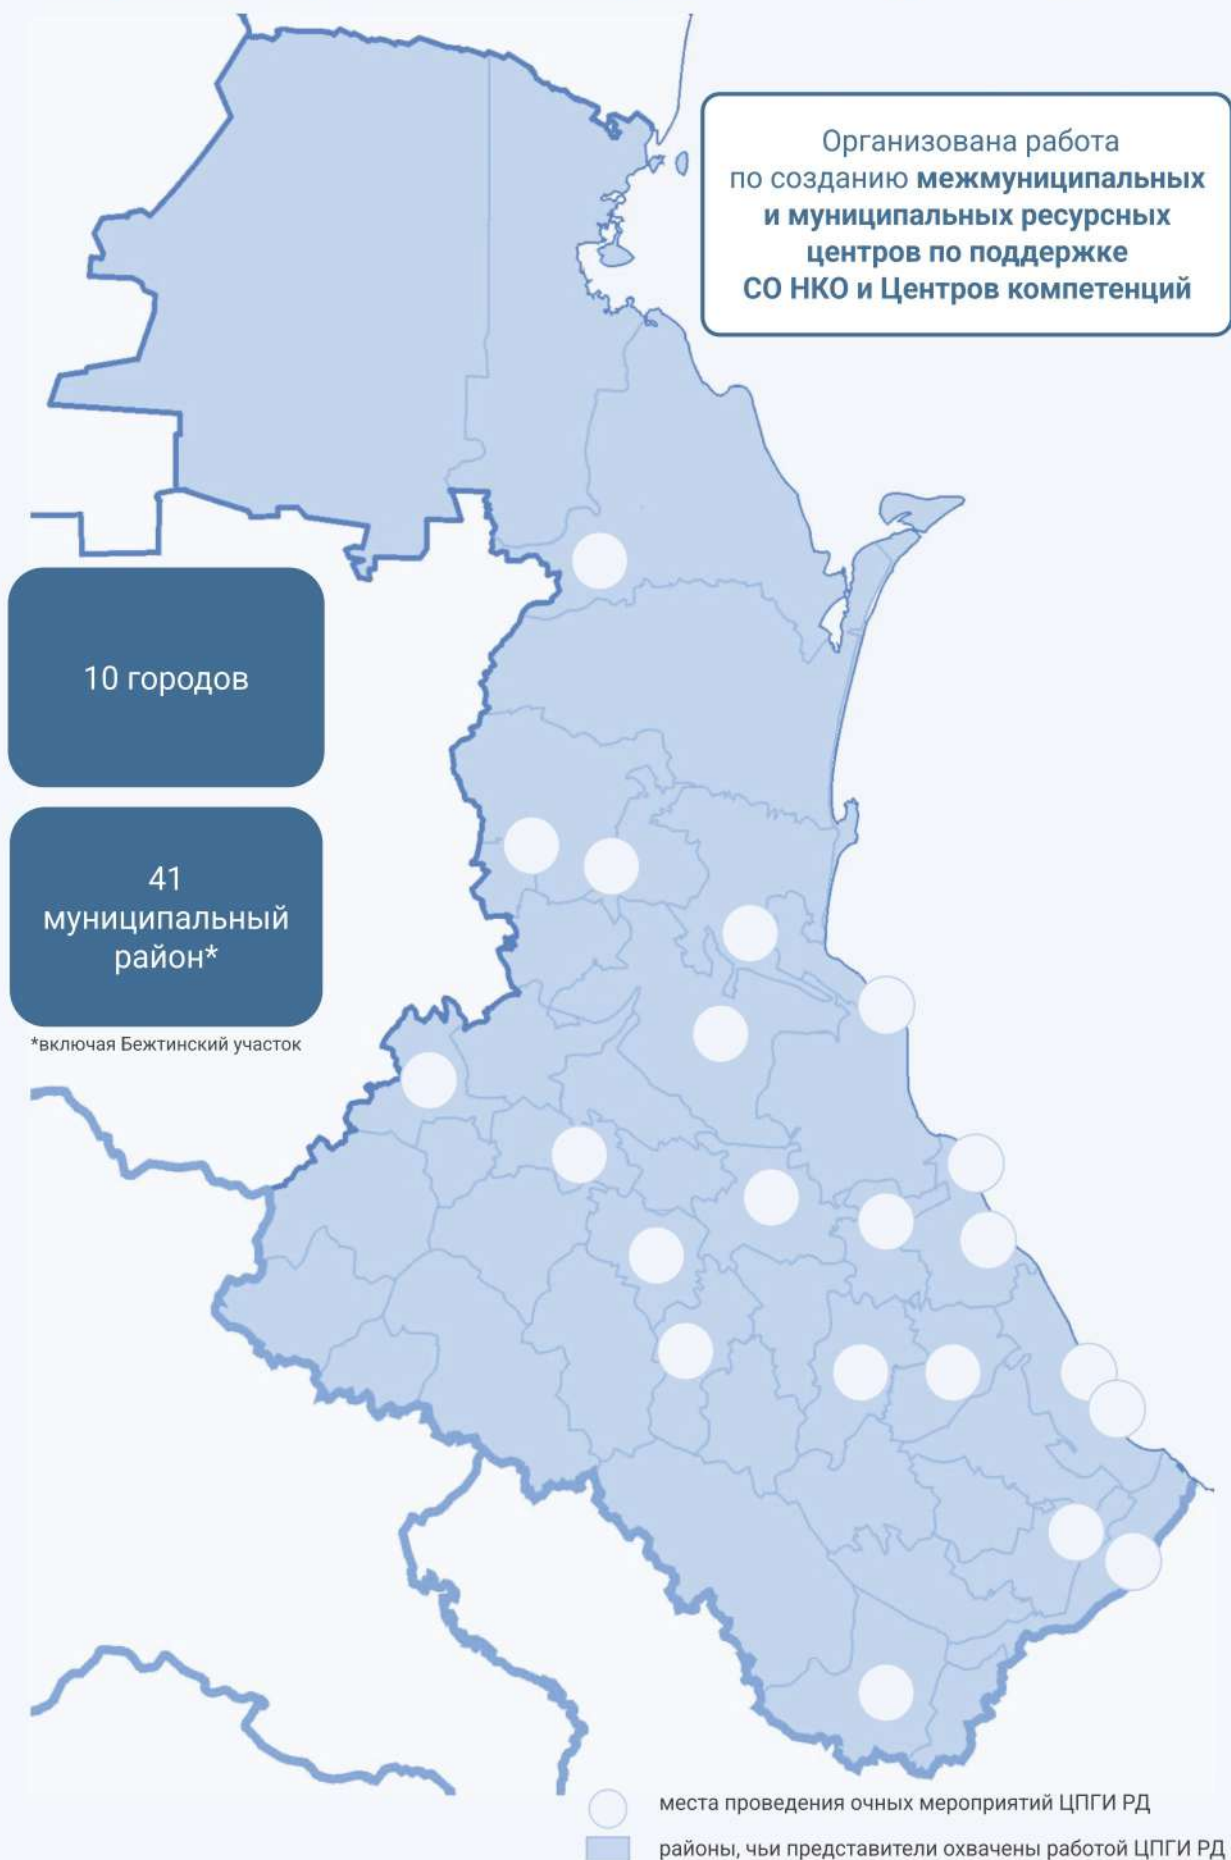 Организована работа
по созданию межмуниципальных
и муниципальных ресурсных
центров по поддержке
СО НКО и Центров компетенций
10 городов
41
муниципальный
район*
*включая Бежтинский участок
места проведения очных мероприятий ЦПГИ РД
районы, чьи представители охвачены работой ЦПГИ РД